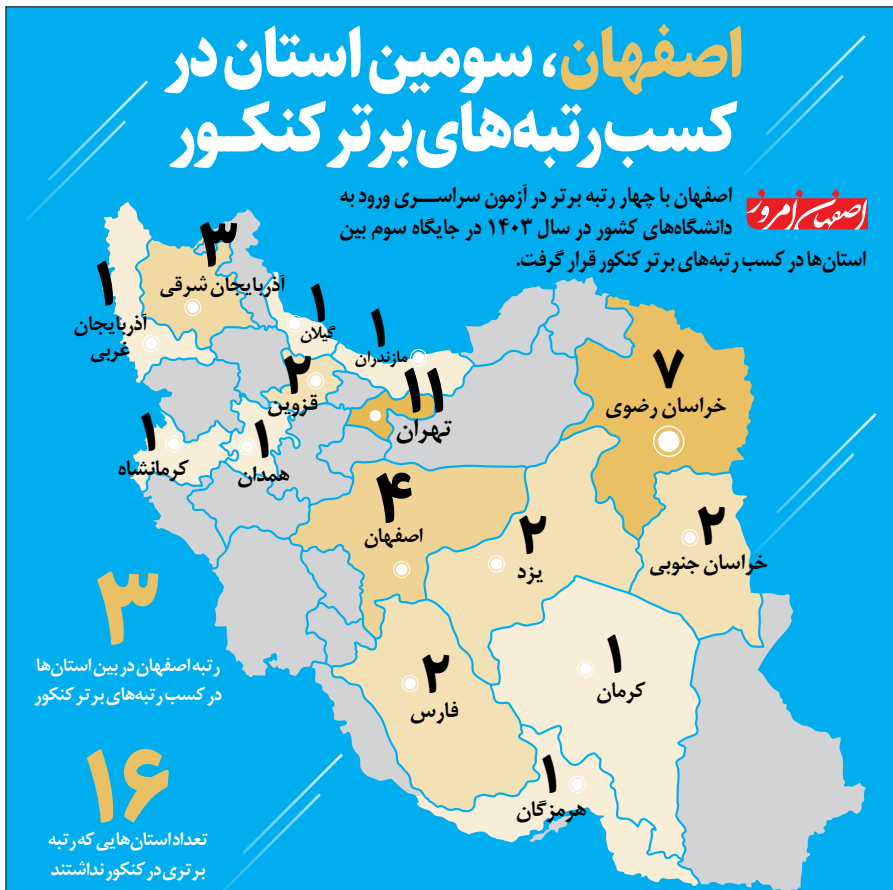 اصفهان، سومین استان در
کسب رتبه‌های برتر کنکور
اصفهان امروز
اصفهان با چهار رتبه برتر در آزمون سراسری ورود به
دانشگاه‌های کشور در سال ۱۴۰۳ در جایگاه سوم بین
استان‌ها در کسب رتبه‌های برتر کنکور قرار گرفت.
۳
آذربایجان شرقی
۱
آذربایجان
غربی
۱
گیلان
۱
مازندران
۷
خراسان رضوی
۲
قزوین
۱۱
تهران
۱
کرمانشاه
۱
همدان
۴
اصفهان
۲
یزد
۲
خراسان جنوبی
۲
فارس
۱
کرمان
۱
هرمزگان
۳
رتبه اصفهان در بین استان‌ها
در کسب رتبه‌های برتر کنکور
۱۶
تعداد استان‌هایی که رتبه
برتری در کنکور نداشتند